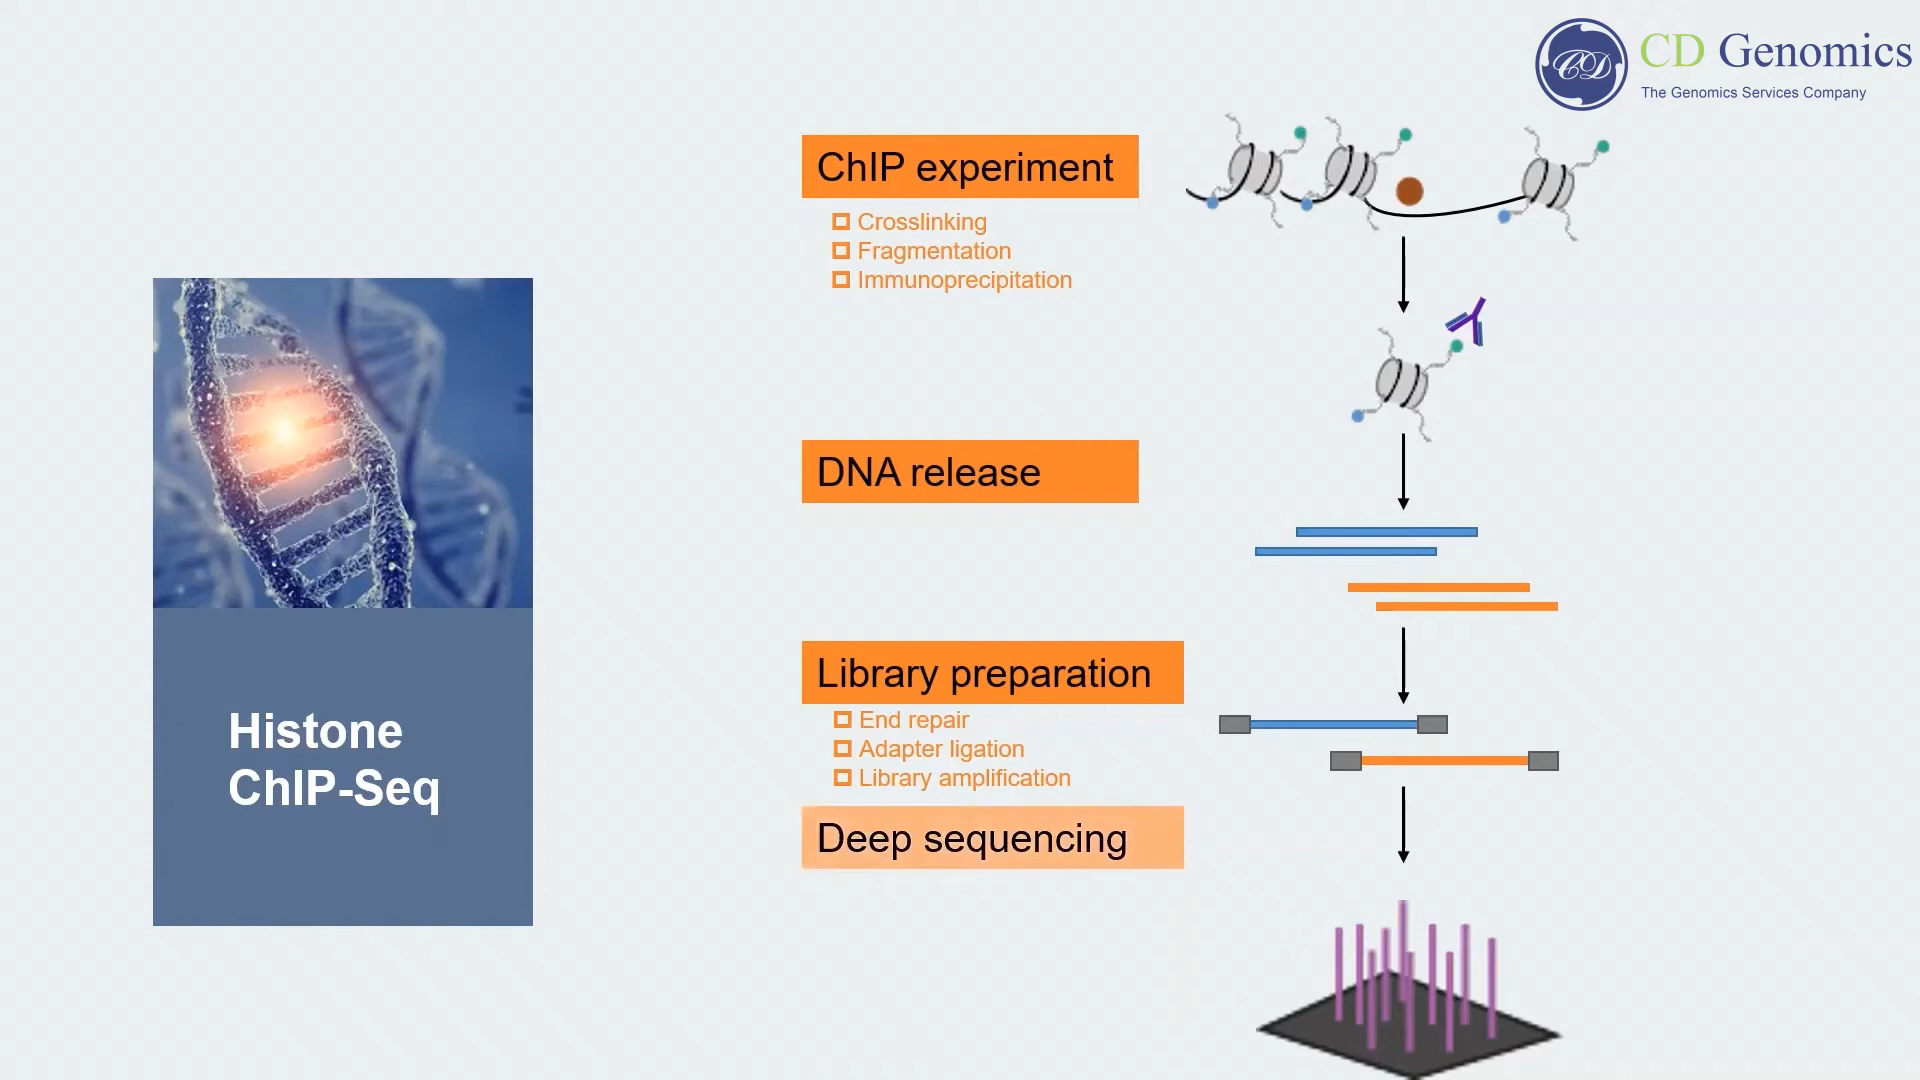 CD
CD Genomics
The Genomics Services Company
ChIP experiment
Crosslinking
Fragmentation
Immunoprecipitation
DNA release
Library preparation
End repair
Adapter ligation
Library amplification
Deep sequencing
Histone
ChIP-Seq